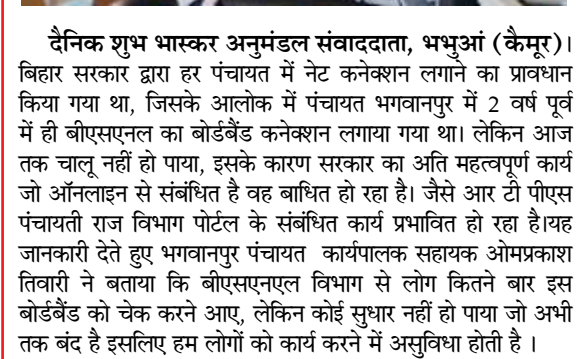 दैनिक शुभ भास्कर अनुमंडल संवाददाता, भभुआं (कैमूर)।
बिहार सरकार द्वारा हर पंचायत में नेट कनेक्शन लगाने का प्रावधान
किया गया था, जिसके आलोक में पंचायत भगवानपुर में 2 वर्ष पूर्व
में ही बीएसएनल का बोर्डबैंड कनेक्शन लगाया गया था। लेकिन आज
तक चालू नहीं हो पाया, इसके कारण सरकार का अति महत्वपूर्ण कार्य
जो ऑनलाइन से संबंधित है वह बाधित हो रहा है। जैसे आर टी पीएस
पंचायती राज विभाग पोर्टल के संबंधित कार्य प्रभावित हो रहा है।यह
जानकारी देते हुए भगवानपुर पंचायत कार्यपालक सहायक ओमप्रकाश
तिवारी ने बताया कि बीएसएनएल विभाग से लोग कितने बार इस
बोर्डबैंड को चेक करने आए, लेकिन कोई सुधार नहीं हो पाया जो अभी
तक बंद है इसलिए हम लोगों को कार्य करने में असुविधा होती है ।